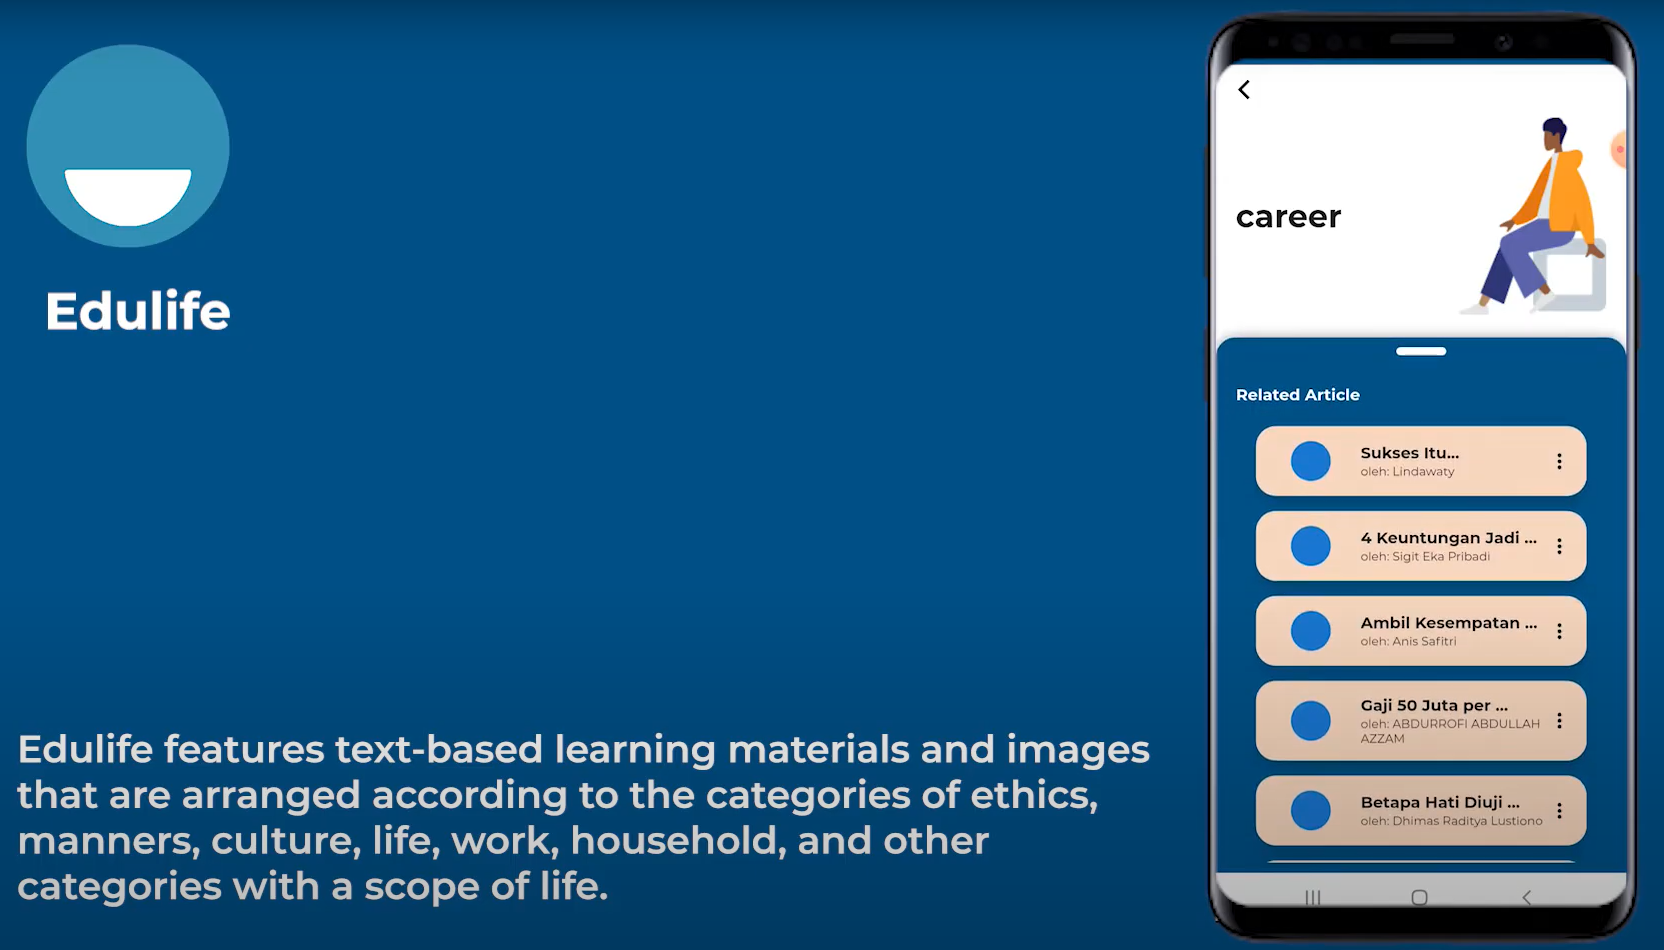 Edulife
Edulife features text-based learning materials and images
that are arranged according to the categories of ethics,
manners, culture, life, work, household, and other
categories with a scope of life.
career
Related Article
Sukses Itu...
oleh: Lindawaty
4 Keuntungan Jadi ...
oleh: Sigit Eka Pribadi
Ambil Kesempatan ...
oleh: Anis Safitri
Gaji 50 Juta per ...
oleh: ABDURROFI ABDULLAH
AZZAM
Betapa Hati Diuji ...
oleh: Dhimas Raditya Lustiono